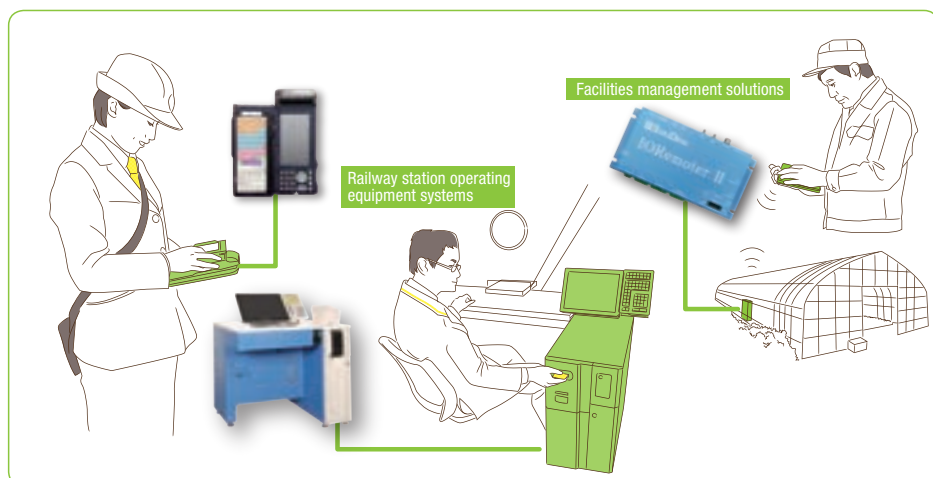 Facilities management solutions
Railway station operating
equipment systems
IORemoter II